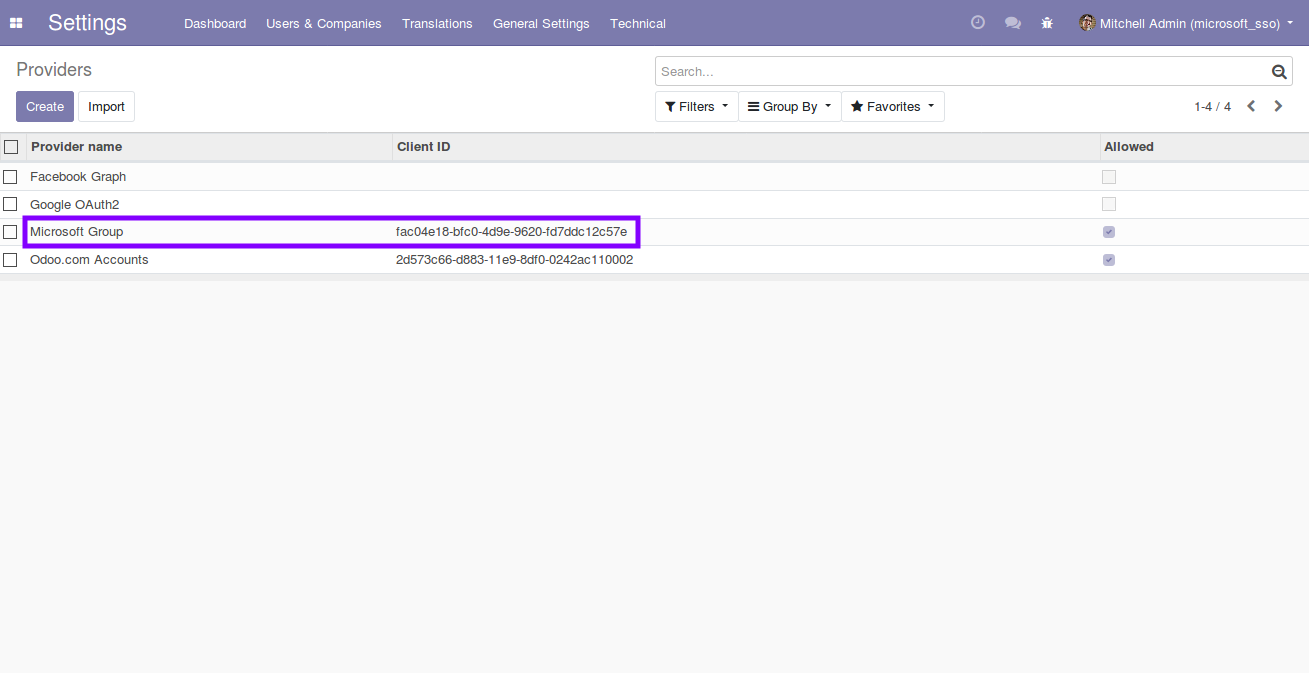 Settings Dashboard Users & Companies Translations General Settings Technical Mitchell Admin (microsoft_sso)
Providers
Search...
Create Import Filters Group By Favorites 1-4 / 4
Provider name Client ID Allowed
Facebook Graph
Google OAuth2
Microsoft Group fac04e18-bfc0-4d9e-9620-fd7ddc12c57e
Odoo.com Accounts 2d573c66-d883-11e9-8df0-0242ac110002